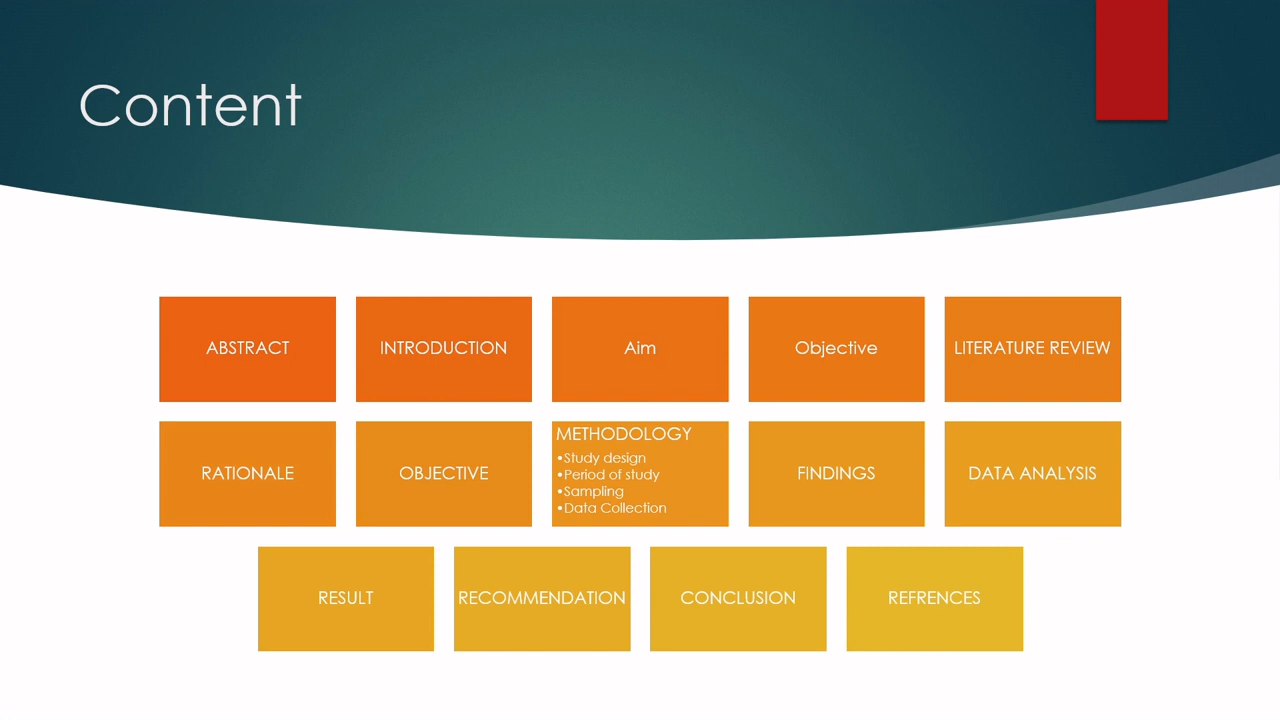 Content
ABSTRACT
INTRODUCTION
Aim
Objective
LITERATURE REVIEW
RATIONALE
OBJECTIVE
METHODOLOGY
•Study design
•Period of study
•Sampling
•Data Collection
FINDINGS
DATA ANALYSIS
RESULT
RECOMMENDATION
CONCLUSION
REFRENCES